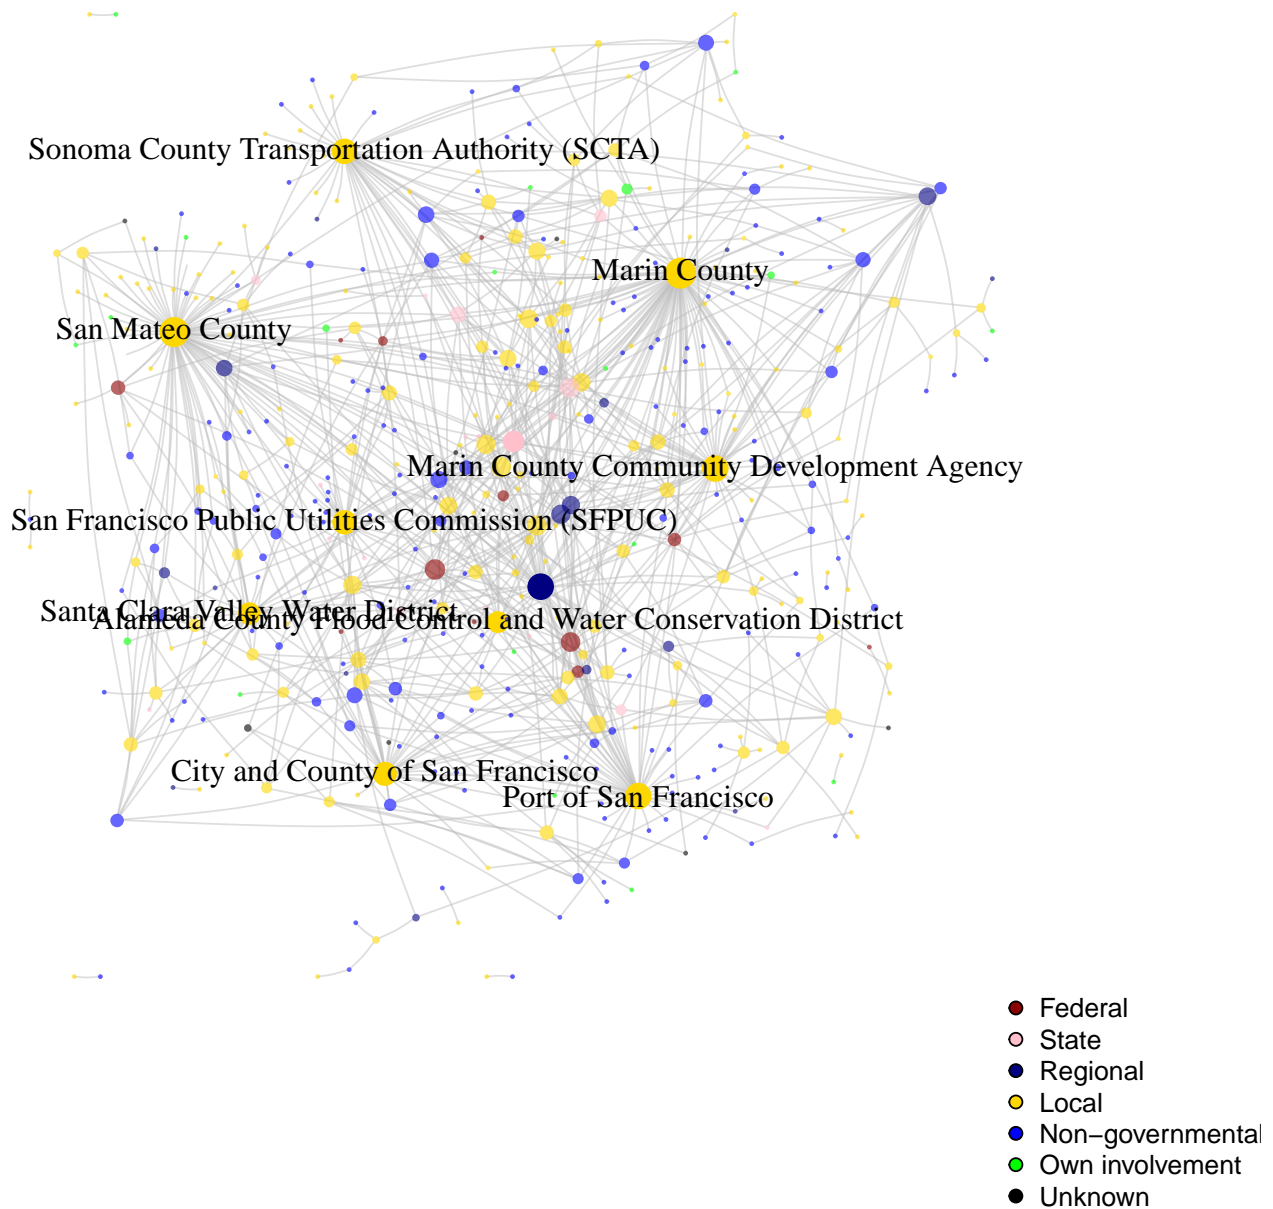 Sonoma County Transportation Authority (SCTA)
Marin County
San Mateo County
Marin County Community Development Agency
San Francisco Public Utilities Commission (SFPUC)
Santa Clara Valley Water District
Alameda County Flood Control and Water Conservation District
City and County of San Francisco
Port of San Francisco
Federal
State
Regional
Local
Non−governmental
Own involvement
Unknown